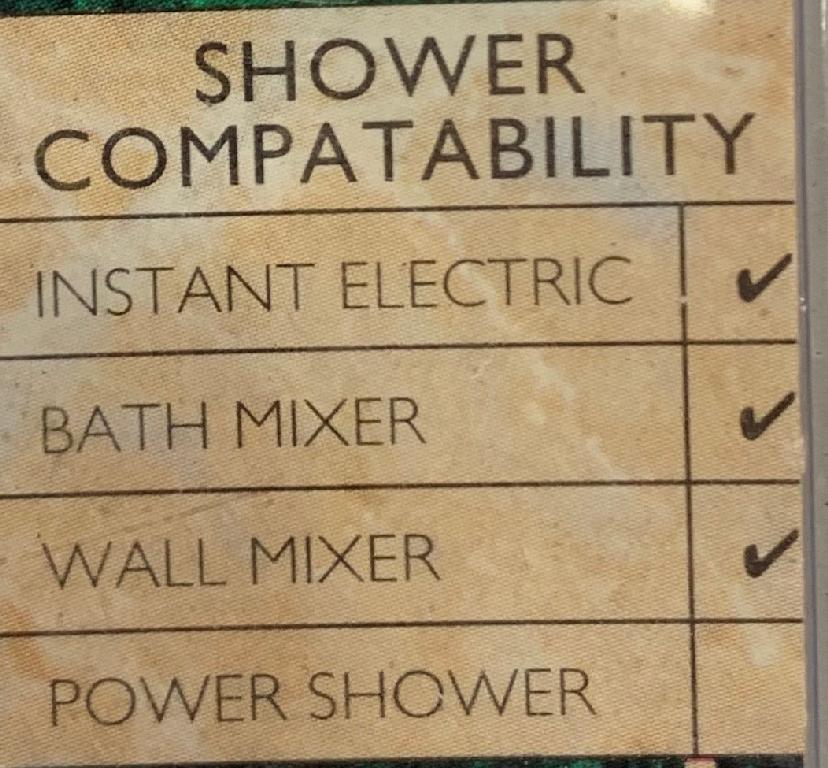 SHOWER
COMPATABILITY
INSTANT ELECTRIC ✔
BATH MIXER ✔
WALL MIXER ✔
POWER SHOWER